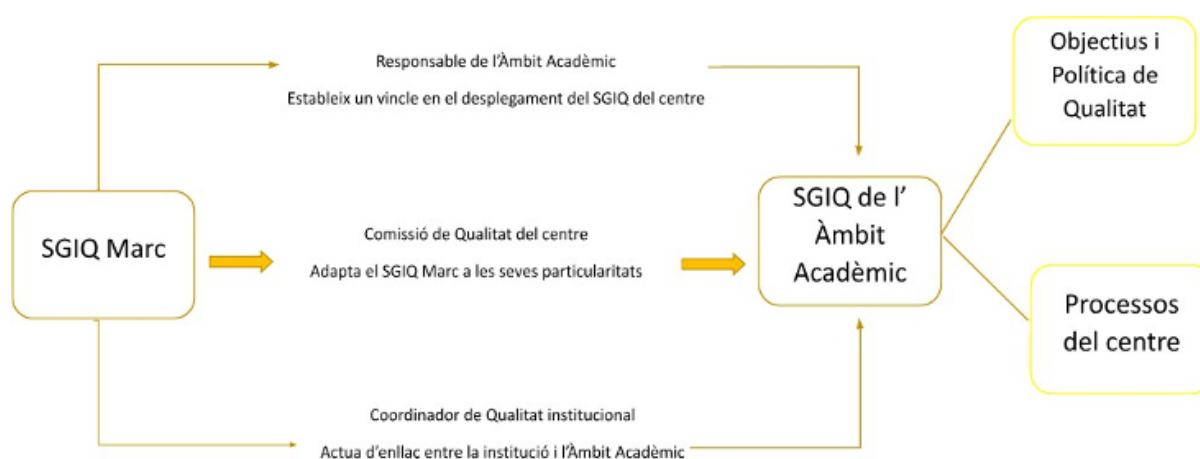 SGIQ Marc
Responsable de l'Àmbit Acadèmic
Estableix un vincle en el desplegament del SGIQ del centre
Comissió de Qualitat del centre
Adapta el SGIQ Marc a les seves particularitats
Coordinador de Qualitat institucional
Actua d'enllaç entre la institució i l'Àmbit Acadèmic
SGIQ de l'
Àmbit
Acadèmic
Objectius i
Política de
Qualitat
Processos
del centre